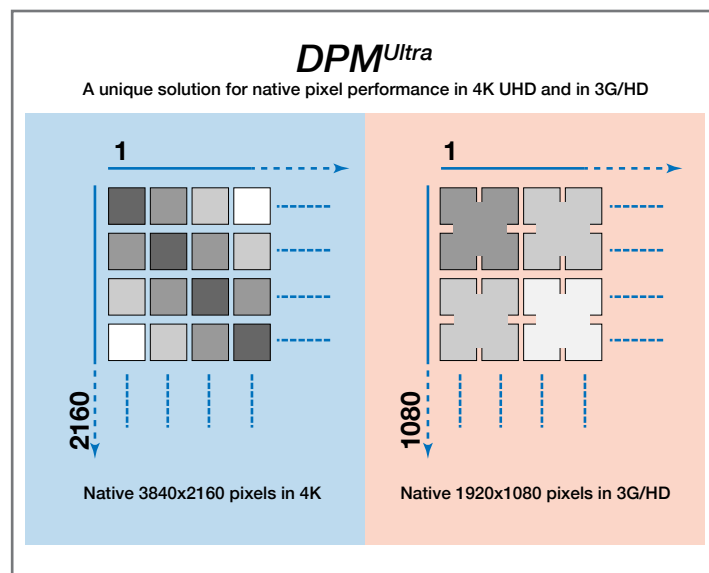 DPMUltra
A unique solution for native pixel performance in 4K UHD and in 3G/HD
1
2160
Native 3840x2160 pixels in 4K
1
1080
Native 1920x1080 pixels in 3G/HD